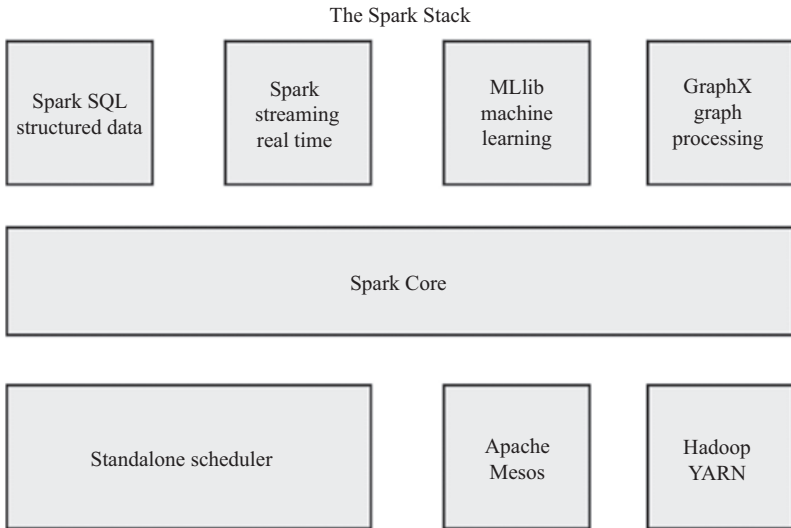 The Spark Stack
Spark SQL
structured data
Spark
streaming
real time
MLlib
machine
learning
GraphX
graph
processing
Spark Core
Standalone scheduler
Apache
Mesos
Hadoop
YARN